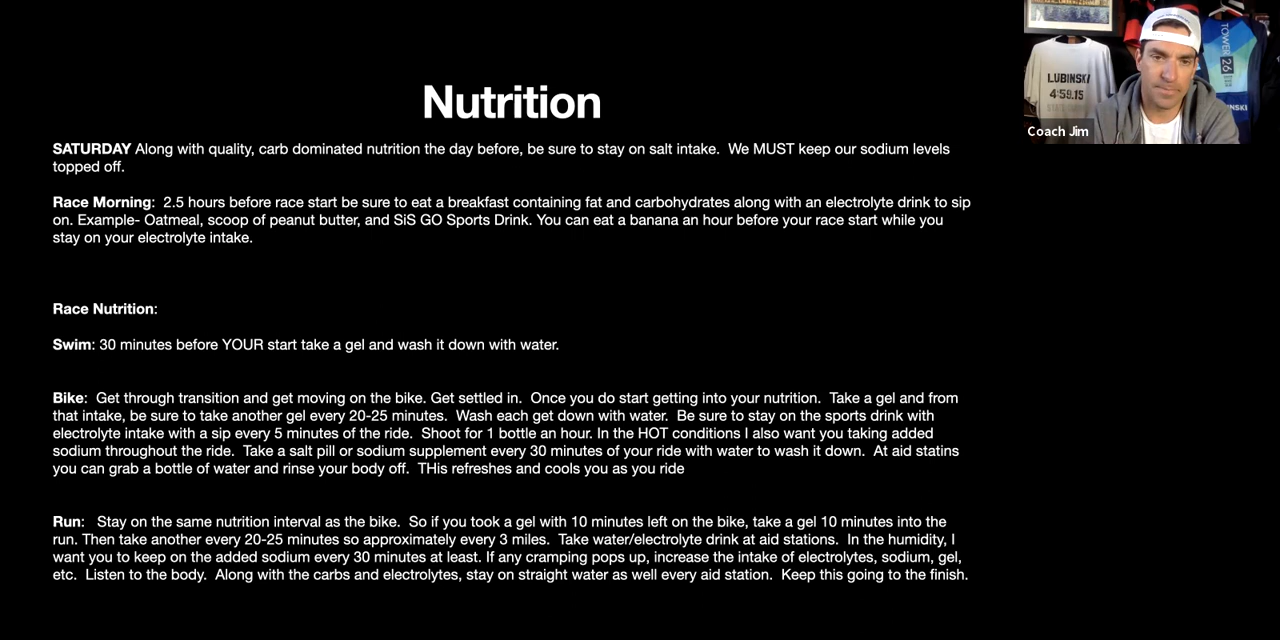 Nutrition
SATURDAY Along with quality, carb dominated nutrition the day before, be sure to stay on salt intake.  We MUST keep our sodium levels
topped off.
Race Morning:  2.5 hours before race start be sure to eat a breakfast containing fat and carbohydrates along with an electrolyte drink to sip
on. Example- Oatmeal, scoop of peanut butter, and SiS GO Sports Drink. You can eat a banana an hour before your race start while you
stay on your electrolyte intake.
Race Nutrition:
Swim: 30 minutes before YOUR start take a gel and wash it down with water.
Bike:  Get through transition and get moving on the bike. Get settled in.  Once you do start getting into your nutrition.  Take a gel and from
that intake, be sure to take another gel every 20-25 minutes.  Wash each get down with water.  Be sure to stay on the sports drink with
electrolyte intake with a sip every 5 minutes of the ride.  Shoot for 1 bottle an hour. In the HOT conditions I also want you taking added
sodium throughout the ride.  Take a salt pill or sodium supplement every 30 minutes of your ride with water to wash it down.  At aid statins
you can grab a bottle of water and rinse your body off.  THis refreshes and cools you as you ride
Run:   Stay on the same nutrition interval as the bike.  So if you took a gel with 10 minutes left on the bike, take a gel 10 minutes into the
run. Then take another every 20-25 minutes so approximately every 3 miles.  Take water/electrolyte drink at aid stations.  In the humidity, I
want you to keep on the added sodium every 30 minutes at least. If any cramping pops up, increase the intake of electrolytes, sodium, gel,
etc.  Listen to the body.  Along with the carbs and electrolytes, stay on straight water as well every aid station.  Keep this going to the finish.
LUBINSKI
4:59.15
TOWER
26
Coach Jim